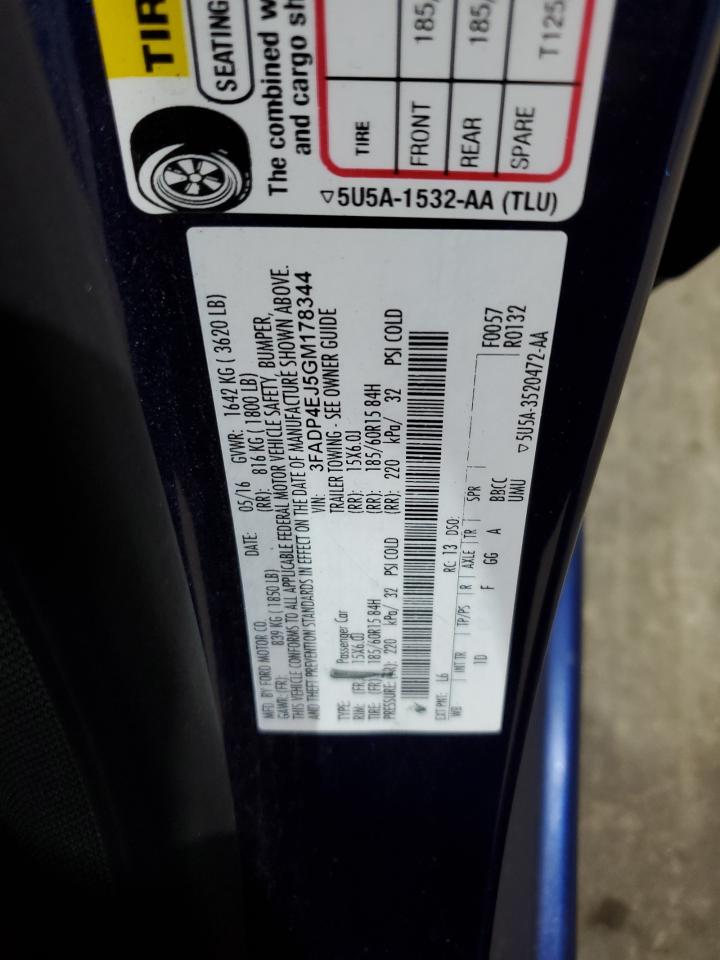 TIR
SEATING
The combined w
and cargo sh
TIRE
FRONT 185/
REAR 185/
SPARE T125
▽5U5A-1532-AA (TLU)
MFD. BY FORD MOTOR CO. DATE: 05/16 GVWR: 1642 KG ( 3620 LB)
GAWR: (FR): 839 KG ( 1850 LB) (RR): 816 KG ( 1800 LB)
THIS VEHICLE CONFORMS TO ALL APPLICABLE FEDERAL MOTOR VEHICLE SAFETY, BUMPER,
AND THEFT PREVENTION STANDARDS IN EFFECT ON THE DATE OF MANUFACTURE SHOWN ABOVE.
VIN: 3FADP4EJ5GM178344
TYPE: Passenger Car TRAILER TOWING - SEE OWNER GUIDE
RIM: (FR) 15X6.0J (RR): 15X6.0J
TIRE: (FR) 185/60R15 84H (RR): 185/60R15 84H
PRESSURE (FR): 220 kPa/ 32 PSI COLD (RR): 220 kPa/ 32 PSI COLD
EXT PNT: L6 RC: 13 DSO: F0057
WB INT TR TP/PS R AXLE TR SPR R0132
1D F GG A BBCC
UMU ▽5U5A-3520472-AA